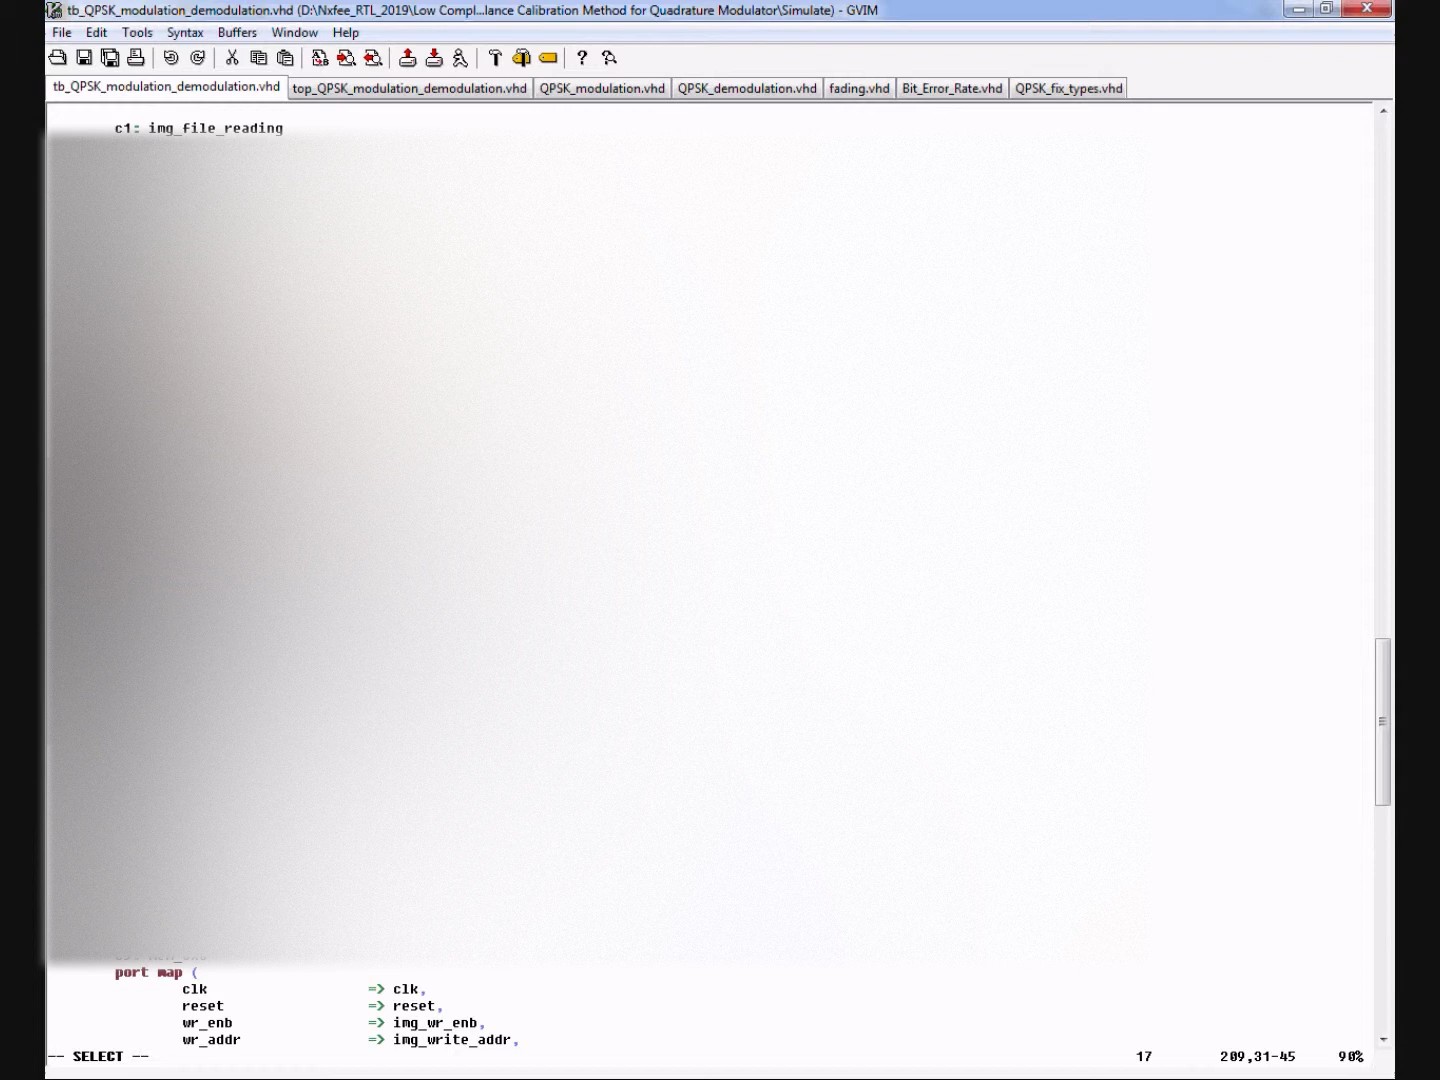 tb_QPSK_modulation_demodulation.vhd (D:\Nxfee_RTL_2019\Low Compl...lance Calibration Method for Quadrature Modulator\Simulate) - GVIM
File Edit Tools Syntax Buffers Window Help
tb_QPSK_modulation_demodulation.vhd top_QPSK_modulation_demodulation.vhd QPSK_modulation.vhd QPSK_demodulation.vhd fading.vhd Bit_Error_Rate.vhd QPSK_fix_types.vhd
c1: img_file_reading
port map (
clk => clk,
reset => reset,
wr_enb => img_wr_enb,
wr_addr => img_write_addr,
-- SELECT -- 17 209,31-45 90%